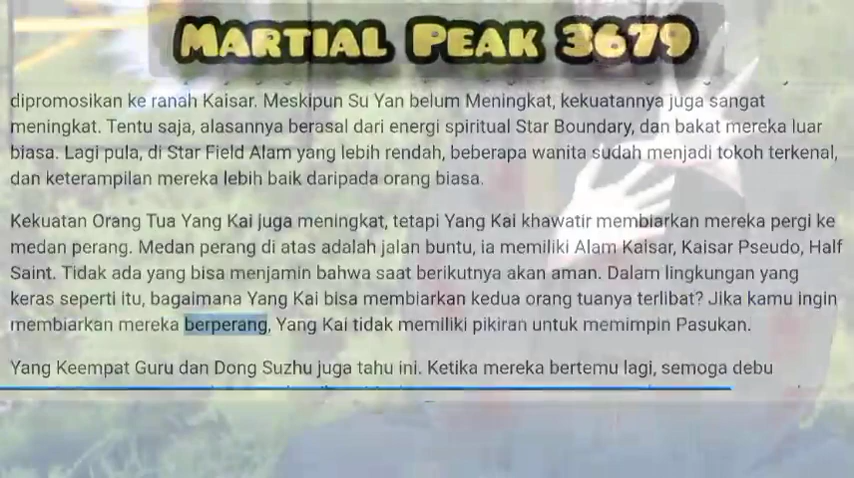 MARTIAL PEAK 3679
dipromosikan ke ranah Kaisar. Meskipun Su Yan belum Meningkat, kekuatannya juga sangat
meningkat. Tentu saja, alasannya berasal dari energi spiritual Star Boundary, dan bakat mereka luar
biasa. Lagi pula, di Star Field Alam yang lebih rendah, beberapa wanita sudah menjadi tokoh terkenal,
dan keterampilan mereka lebih baik daripada orang biasa.
Kekuatan Orang Tua Yang Kai juga meningkat, tetapi Yang Kai khawatir membiarkan mereka pergi ke
medan perang. Medan perang di atas adalah jalan buntu, ia memiliki Alam Kaisar, Kaisar Pseudo, Half
Saint. Tidak ada yang bisa menjamin bahwa saat berikutnya akan aman. Dalam lingkungan yang
keras seperti itu, bagaimana Yang Kai bisa membiarkan kedua orang tuanya terlibat? Jika kamu ingin
membiarkan mereka berperang, Yang Kai tidak memiliki pikiran untuk memimpin Pasukan.
Yang Keempat Guru dan Dong Suzhu juga tahu ini. Ketika mereka bertemu lagi, semoga debu